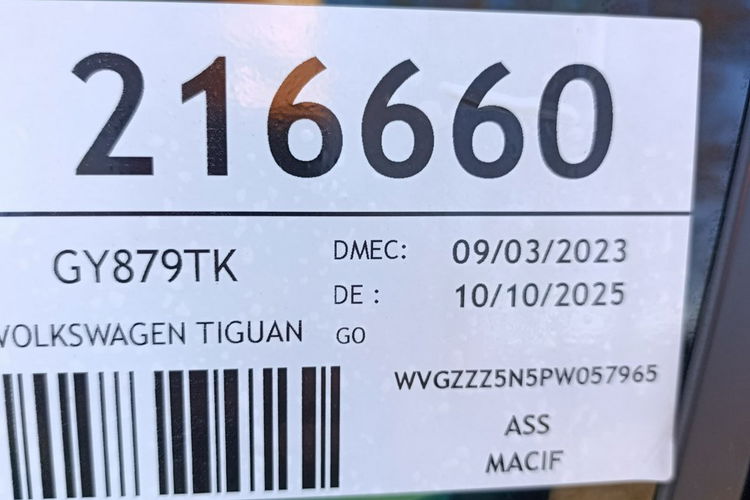 216660
GY879TK
DMEC: 09/03/2023
DE : 10/10/2025
VOLKSWAGEN TIGUAN GO
WVGZZZ5N5PW057965
ASS
MACIF